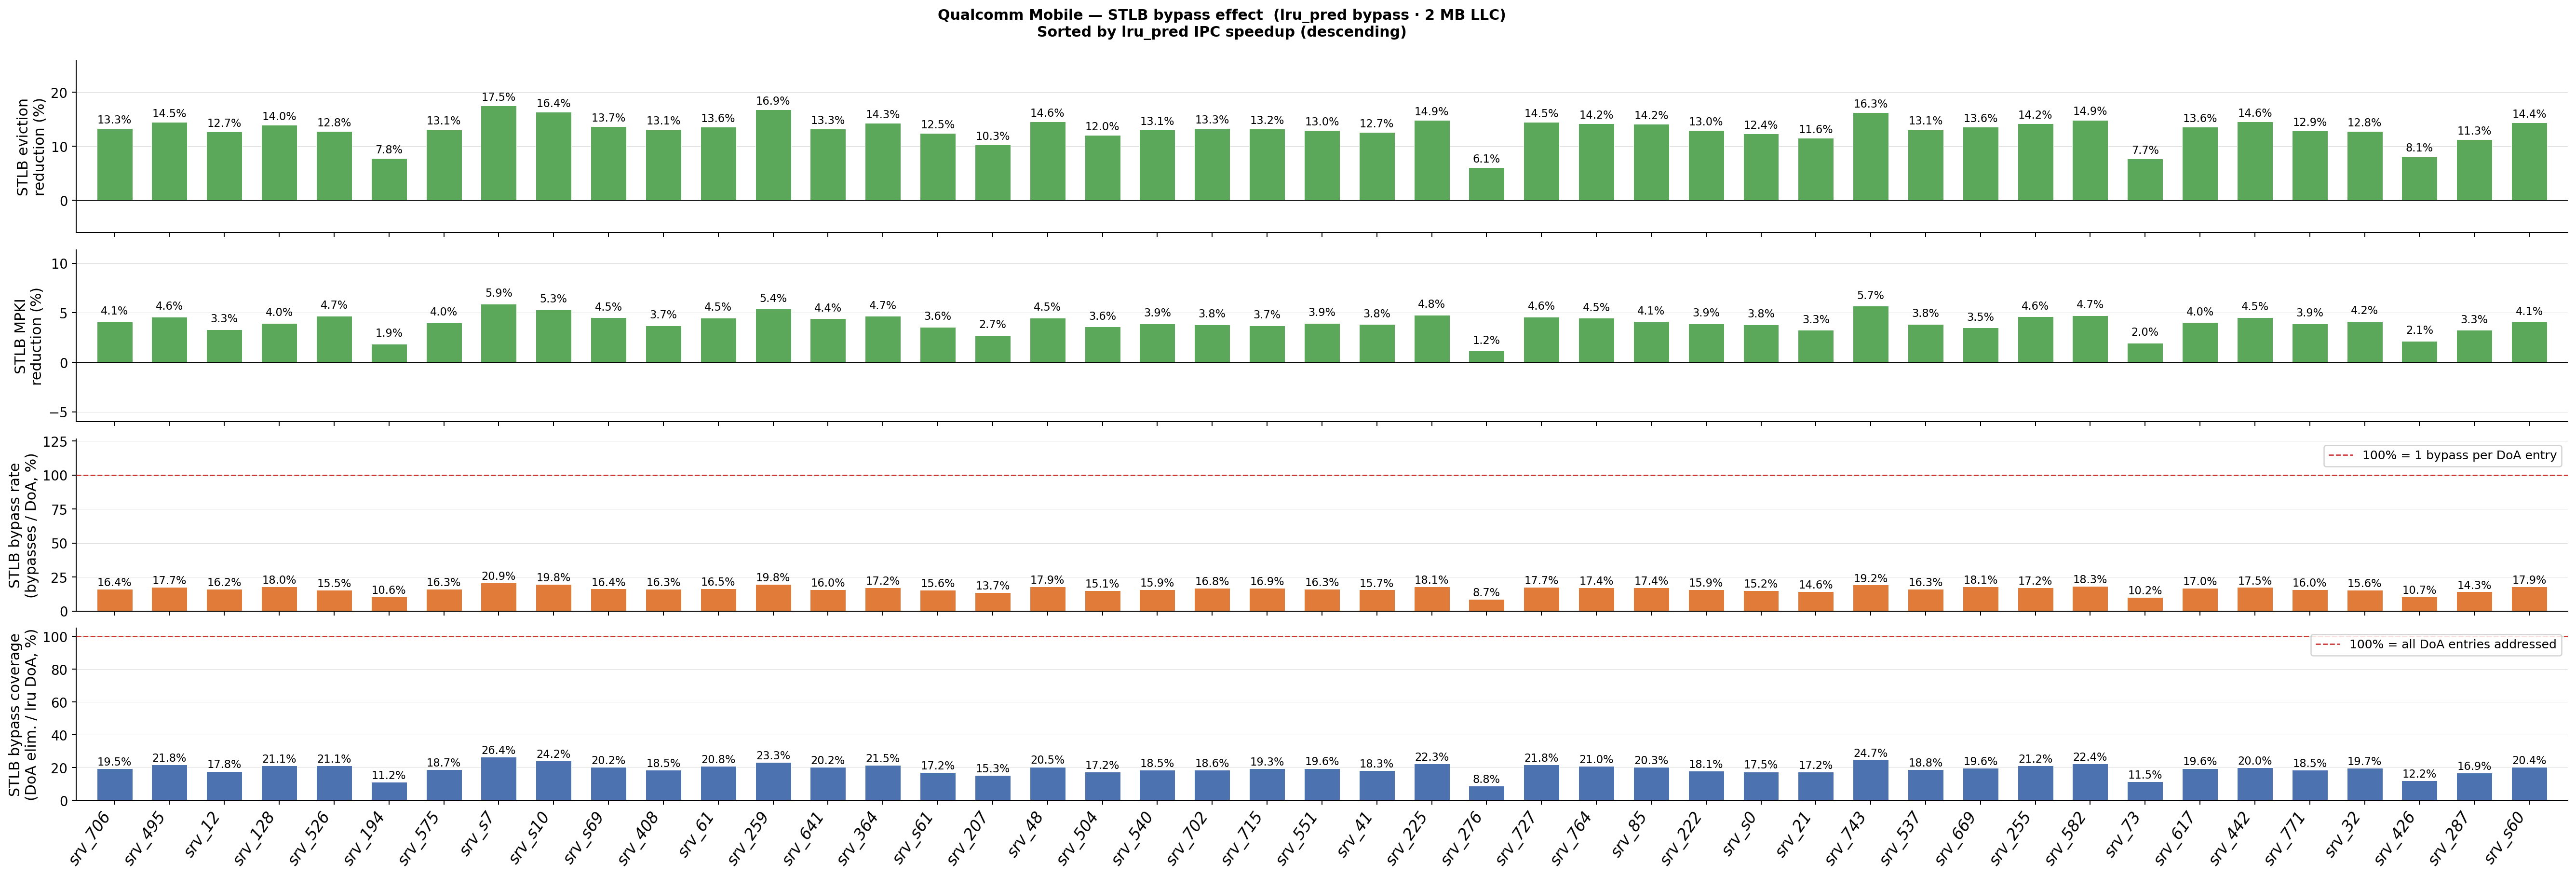 Qualcomm Mobile — STLB bypass effect  (lru_pred bypass · 2 MB LLC)
Sorted by lru_pred IPC speedup (descending)
STLB eviction
reduction (%)
20
10
0
13.3% 14.5% 12.7% 14.0% 12.8% 7.8% 13.1% 17.5% 16.4% 13.7% 13.1% 13.6% 16.9% 13.3% 14.3% 12.5% 10.3% 14.6% 12.0% 13.1% 13.3% 13.2% 13.0% 12.7% 14.9% 6.1% 14.5% 14.2% 14.2% 13.0% 12.4% 11.6% 16.3% 13.1% 13.6% 14.2% 14.9% 7.7% 13.6% 14.6% 12.9% 12.8% 8.1% 11.3% 14.4%
STLB MPKI
reduction (%)
10
5
0
−5
4.1% 4.6% 3.3% 4.0% 4.7% 1.9% 4.0% 5.9% 5.3% 4.5% 3.7% 4.5% 5.4% 4.4% 4.7% 3.6% 2.7% 4.5% 3.6% 3.9% 3.8% 3.7% 3.9% 3.8% 4.8% 1.2% 4.6% 4.5% 4.1% 3.9% 3.8% 3.3% 5.7% 3.8% 3.5% 4.6% 4.7% 2.0% 4.0% 4.5% 3.9% 4.2% 2.1% 3.3% 4.1%
STLB bypass rate
(bypasses / DoA, %)
125
100
75
50
25
0
100% = 1 bypass per DoA entry
16.4% 17.7% 16.2% 18.0% 15.5% 10.6% 16.3% 20.9% 19.8% 16.4% 16.3% 16.5% 19.8% 16.0% 17.2% 15.6% 13.7% 17.9% 15.1% 15.9% 16.8% 16.9% 16.3% 15.7% 18.1% 8.7% 17.7% 17.4% 17.4% 15.9% 15.2% 14.6% 19.2% 16.3% 18.1% 17.2% 18.3% 10.2% 17.0% 17.5% 16.0% 15.6% 10.7% 14.3% 17.9%
STLB bypass coverage
(DoA elim. / lru DoA, %)
100
80
60
40
20
0
100% = all DoA entries addressed
19.5% 21.8% 17.8% 21.1% 21.1% 11.2% 18.7% 26.4% 24.2% 20.2% 18.5% 20.8% 23.3% 20.2% 21.5% 17.2% 15.3% 20.5% 17.2% 18.5% 18.6% 19.3% 19.6% 18.3% 22.3% 8.8% 21.8% 21.0% 20.3% 18.1% 17.5% 17.2% 24.7% 18.8% 19.6% 21.2% 22.4% 11.5% 19.6% 20.0% 18.5% 19.7% 12.2% 16.9% 20.4%
srv_706 srv_495 srv_12 srv_128 srv_526 srv_194 srv_575 srv_s7 srv_s10 srv_s69 srv_408 srv_61 srv_259 srv_641 srv_364 srv_s61 srv_207 srv_48 srv_504 srv_540 srv_702 srv_715 srv_551 srv_41 srv_225 srv_276 srv_727 srv_764 srv_85 srv_222 srv_s0 srv_21 srv_743 srv_537 srv_669 srv_255 srv_582 srv_73 srv_617 srv_442 srv_771 srv_32 srv_426 srv_287 srv_s60